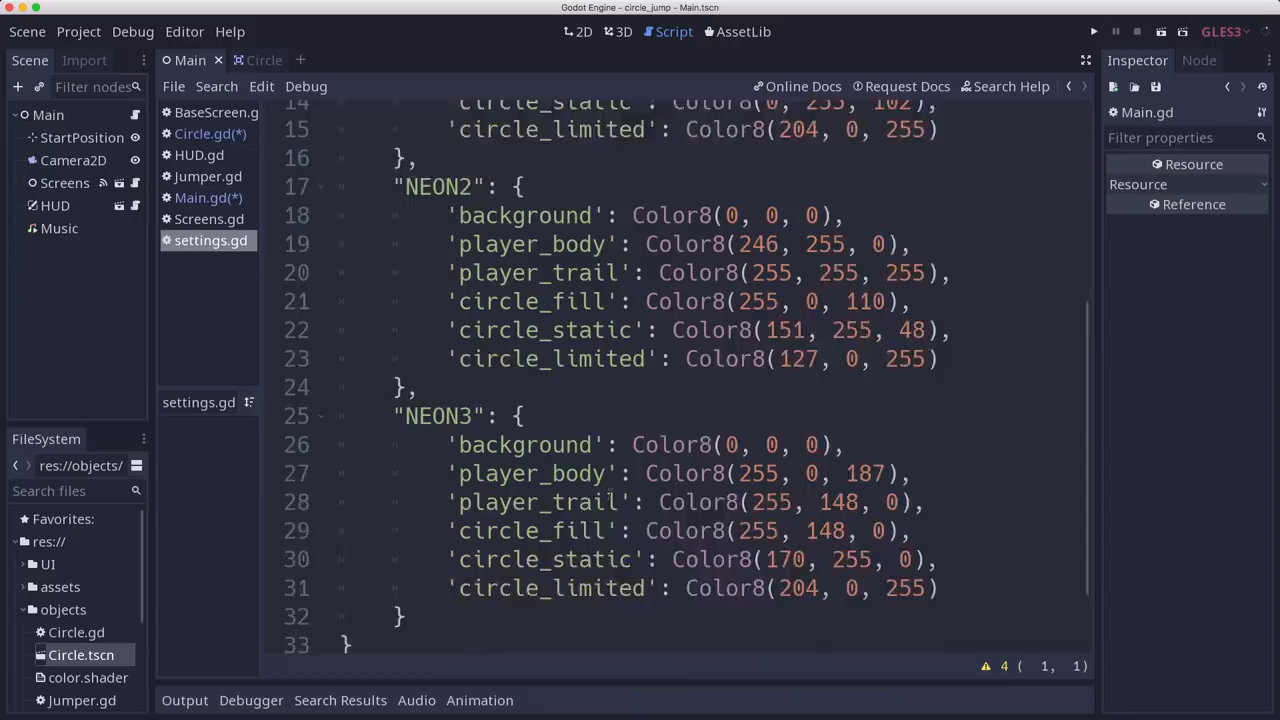 Godot Engine - circle_jump - Main.tscn
Scene Project Debug Editor Help
2D 3D Script AssetLib
GLES3
Scene Import
Filter nodes
Main
StartPosition
Camera2D
Screens
HUD
Music
FileSystem
res://objects/
Search files
Favorites:
res://
UI
assets
objects
Circle.gd
Circle.tscn
color.shader
Jumper.gd
Main Circle
File Search Edit Debug
Online Docs Request Docs Search Help
BaseScreen.g
Circle.gd(*)
HUD.gd
Jumper.gd
Main.gd(*)
Screens.gd
settings.gd
settings.gd
14 'circle_static': Color8(0, 255, 102),
15 'circle_limited': Color8(204, 0, 255)
16 },
17 "NEON2": {
18 'background': Color8(0, 0, 0),
19 'player_body': Color8(246, 255, 0),
20 'player_trail': Color8(255, 255, 255),
21 'circle_fill': Color8(255, 0, 110),
22 'circle_static': Color8(151, 255, 48),
23 'circle_limited': Color8(127, 0, 255)
24 },
25 "NEON3": {
26 'background': Color8(0, 0, 0),
27 'player_body': Color8(255, 0, 187),
28 'player_trail': Color8(255, 148, 0),
29 'circle_fill': Color8(255, 148, 0),
30 'circle_static': Color8(170, 255, 0),
31 'circle_limited': Color8(204, 0, 255)
32 }
33 }
4 ( 1, 1)
Output Debugger Search Results Audio Animation
Inspector Node
Main.gd
Filter properties
Resource
Resource
Reference